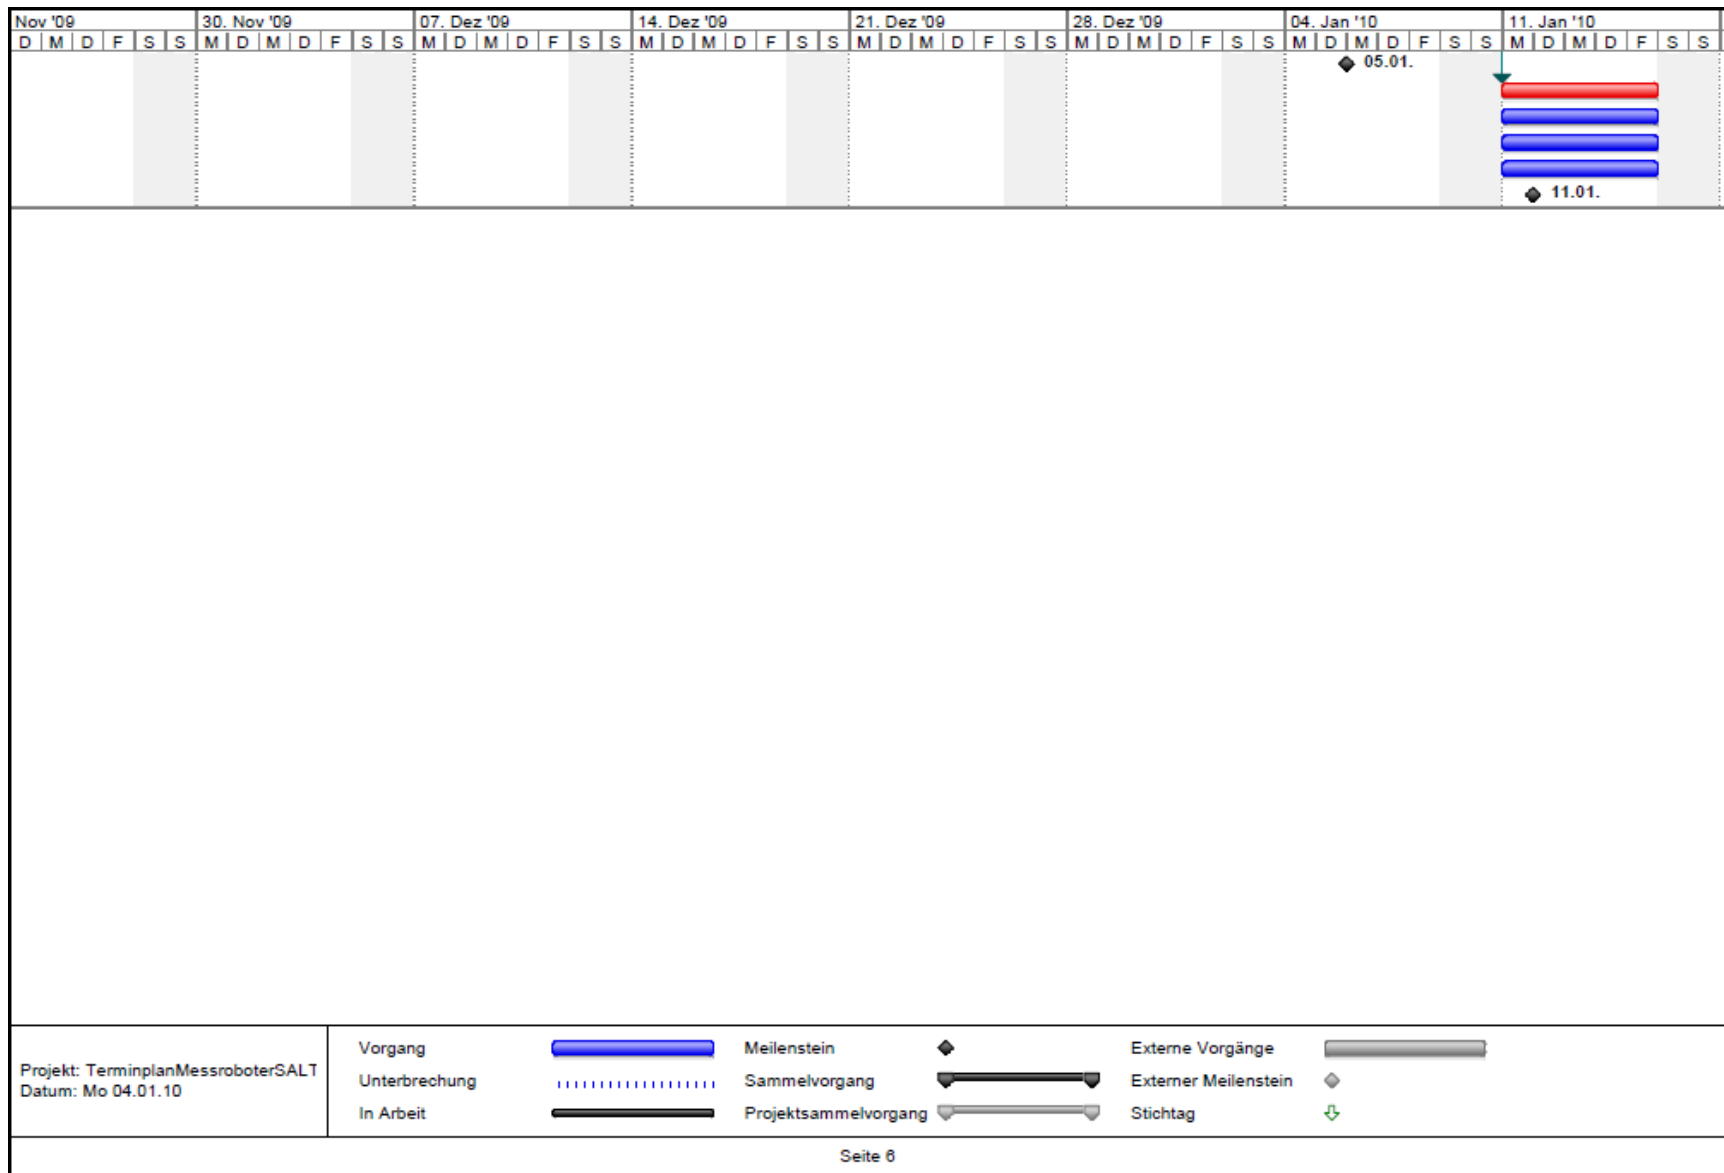 Nov '09 30. Nov '09 07. Dez '09 14. Dez '09 21. Dez '09 28. Dez '09 04. Jan '10 11. Jan '10
D M D F S S M D M D F S S M D M D F S S M D M D F S S M D M D F S S M D M D F S S M D M D F S S M D M D F S S
05.01.
11.01.
Projekt: TerminplanMessroboterSALT
Datum: Mo 04.01.10
Vorgang
Unterbrechung
In Arbeit
Meilenstein
Sammelvorgang
Projektsammelvorgang
Externe Vorgänge
Externer Meilenstein
Stichtag
Seite 6